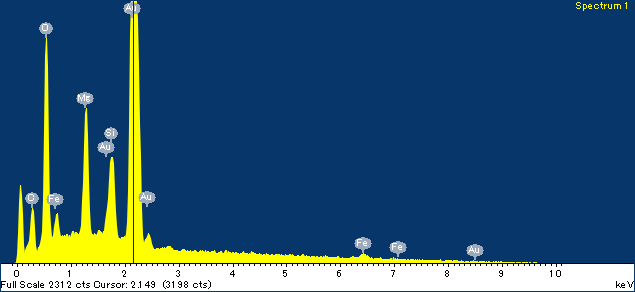 Spectrum 1
Au
O
Mg
Si
Au
C
Fe
Au
Fe
Fe
Au
0 1 2 3 4 5 6 7 8 9 10
Full Scale 2312 cts Cursor: 2.149 (3198 cts) keV